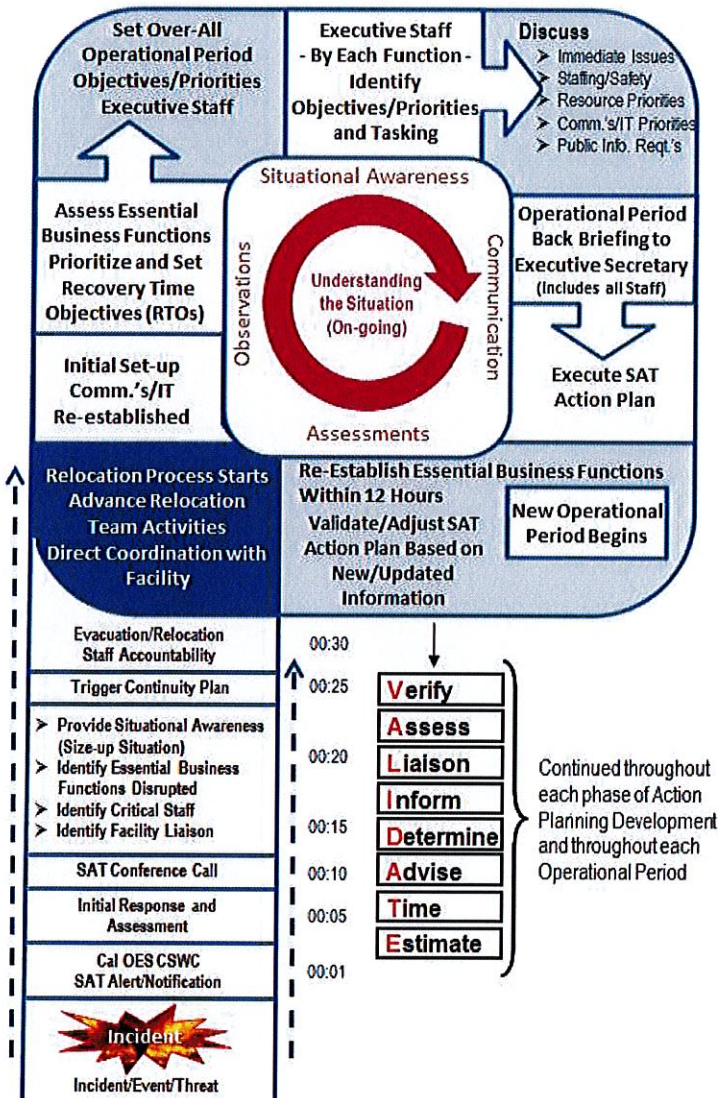 Set Over-All
Operational Period
Objectives/Priorities
Executive Staff
Executive Staff
- By Each Function -
Identify
Objectives/Priorities
and Tasking
Discuss
➢ Immediate Issues
➢ Staffing/Safety
➢ Resource Priorities
➢ Comm.'s/IT Priorities
➢ Public Info. Reqt.'s
Assess Essential
Business Functions
Prioritize and Set
Recovery Time
Objectives (RTOs)
Situational Awareness
Observations
Understanding
the Situation
(On-going)
Communication
Assessments
Operational Period
Back Briefing to
Executive Secretary
(Includes all Staff)
Initial Set-up
Comm.'s/IT
Re-established
Execute SAT
Action Plan
Relocation Process Starts
Advance Relocation
Team Activities
Direct Coordination with
Facility
Re-Establish Essential Business Functions
Within 12 Hours
Validate/Adjust SAT
Action Plan Based on
New/Updated
Information
New Operational
Period Begins
Evacuation/Relocation
Staff Accountability
Trigger Continuity Plan
➢ Provide Situational Awareness
(Size-up Situation)
➢ Identify Essential Business
Functions Disrupted
➢ Identify Critical Staff
➢ Identify Facility Liaison
SAT Conference Call
Initial Response and
Assessment
Cal OES CSWC
SAT Alert/Notification
Incident
Incident/Event/Threat
00:30
00:25
00:20
00:15
00:10
00:05
00:01
Verify
Assess
Liaison
Inform
Determine
Advise
Time
Estimate
Continued throughout
each phase of Action
Planning Development
and throughout each
Operational Period